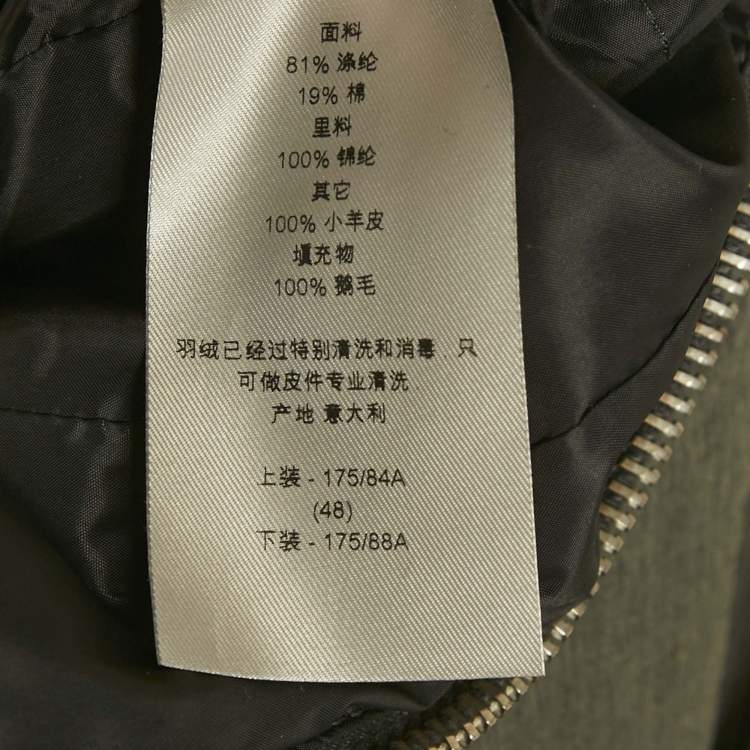 面料
81% 涤纶
19% 棉
里料
100% 锦纶
其它
100% 小羊皮
填充物
100% 鹅毛
羽绒已经过特别清洗和消毒. 只
可做皮件专业清洗
产地 意大利
上装 - 175/84A
(48)
下装 - 175/88A